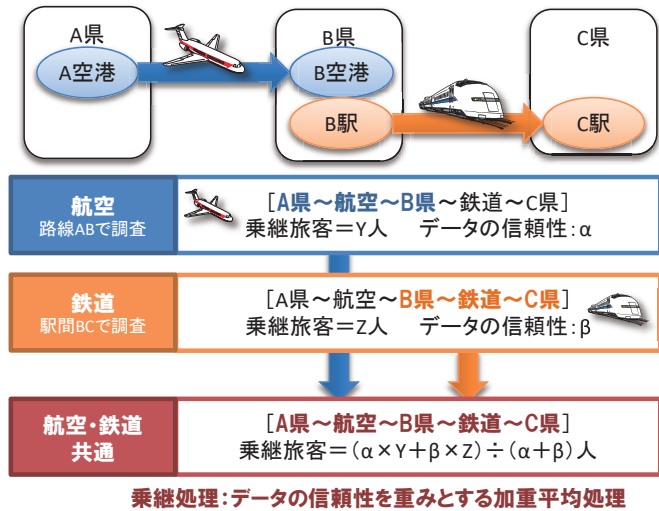 A県
B県
C県
A空港
B空港
B駅
C駅
航空
路線ABで調査
[A県～航空～B県～鉄道～C県]
乗継旅客＝Y人　データの信頼性:α
鉄道
駅間BCで調査
[A県～航空～B県～鉄道～C県]
乗継旅客＝Z人　データの信頼性:β
航空・鉄道
共通
[A県～航空～B県～鉄道～C県]
乗継旅客＝(α×Y＋β×Z)÷(α＋β)人
乗継処理:データの信頼性を重みとする加重平均処理